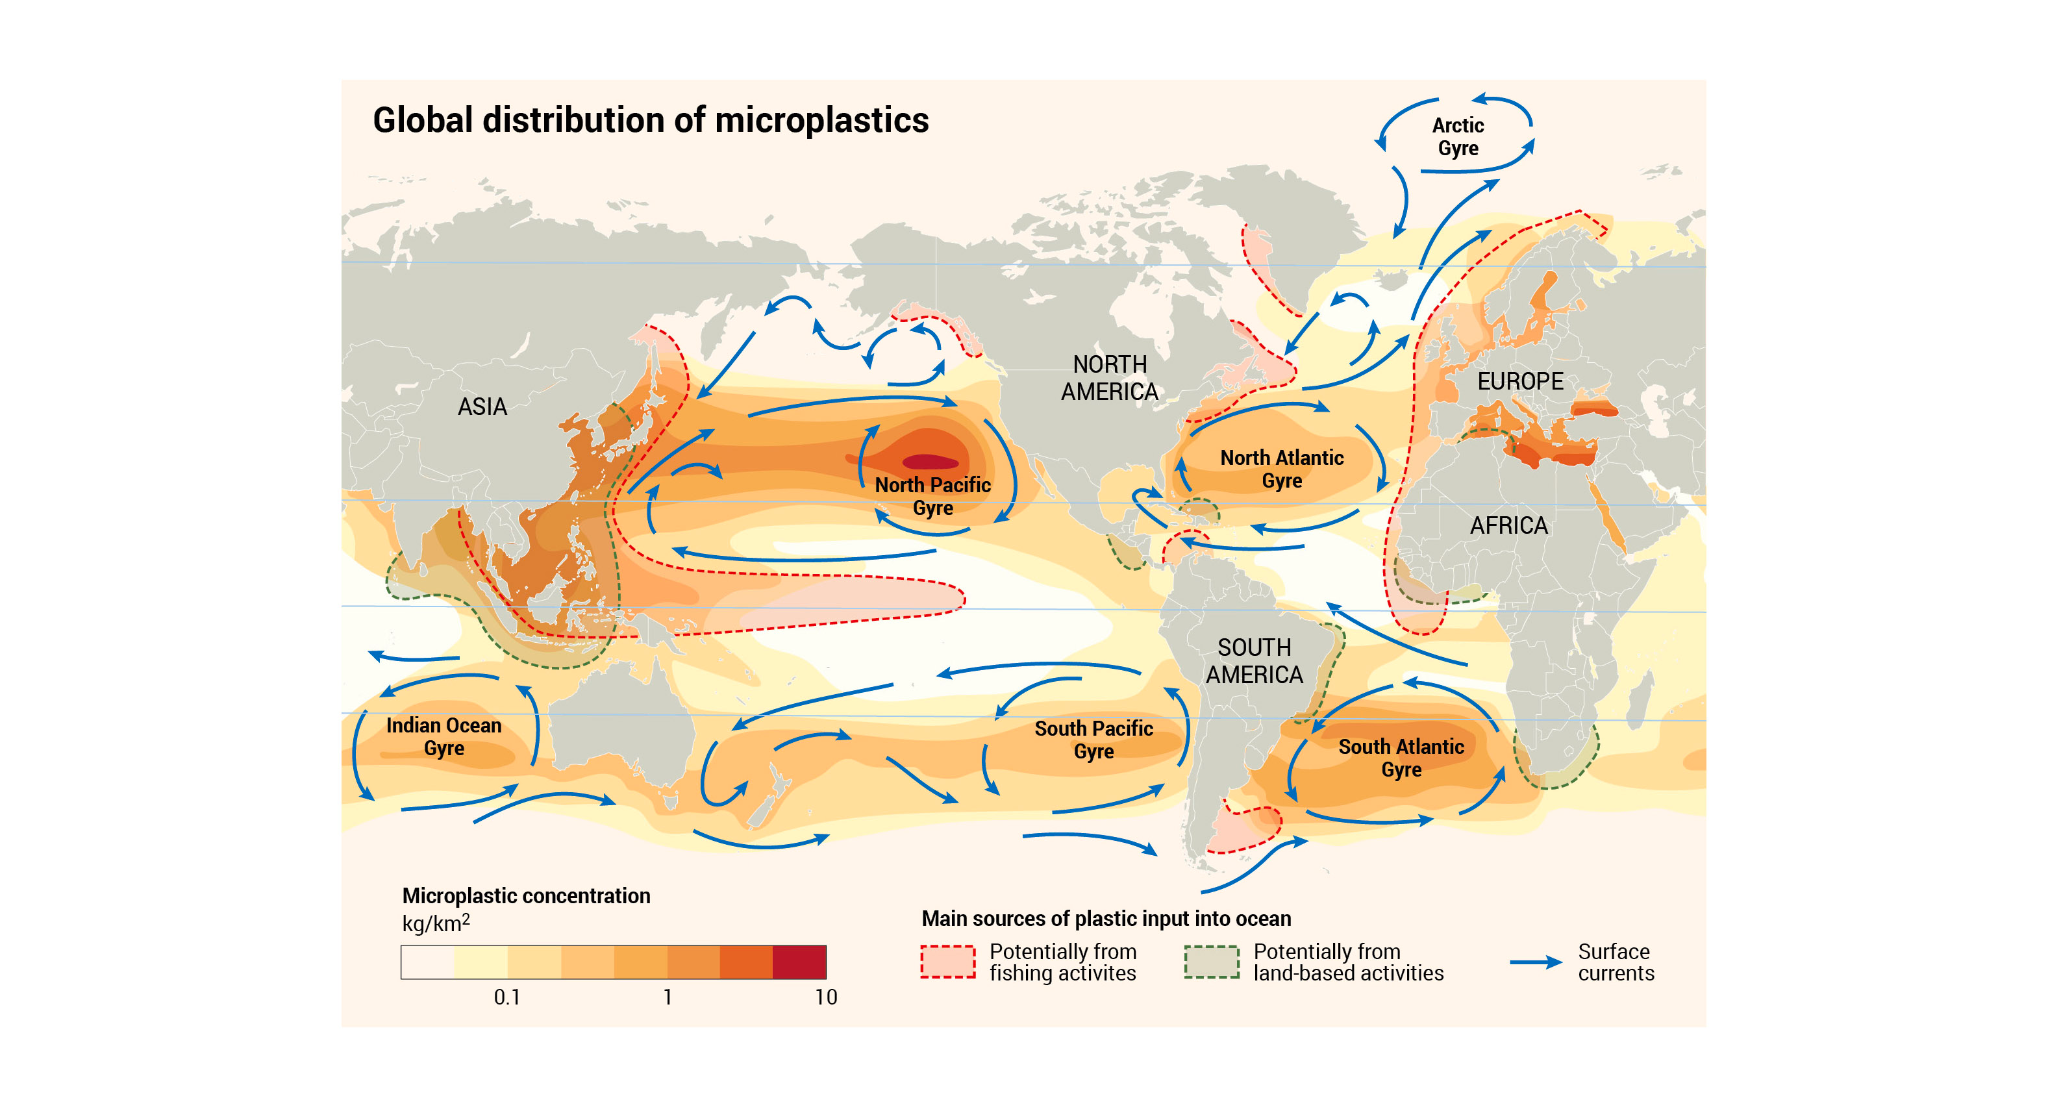 Global distribution of microplastics
Arctic
Gyre
NORTH
AMERICA
ASIA
EUROPE
North Pacific
Gyre
North Atlantic
Gyre
AFRICA
SOUTH
AMERICA
Indian Ocean
Gyre
South Pacific
Gyre
South Atlantic
Gyre
Microplastic concentration
kg/km²
0.1 1 10
Main sources of plastic input into ocean
Potentially from
fishing activites
Potentially from
land-based activities
Surface
currents